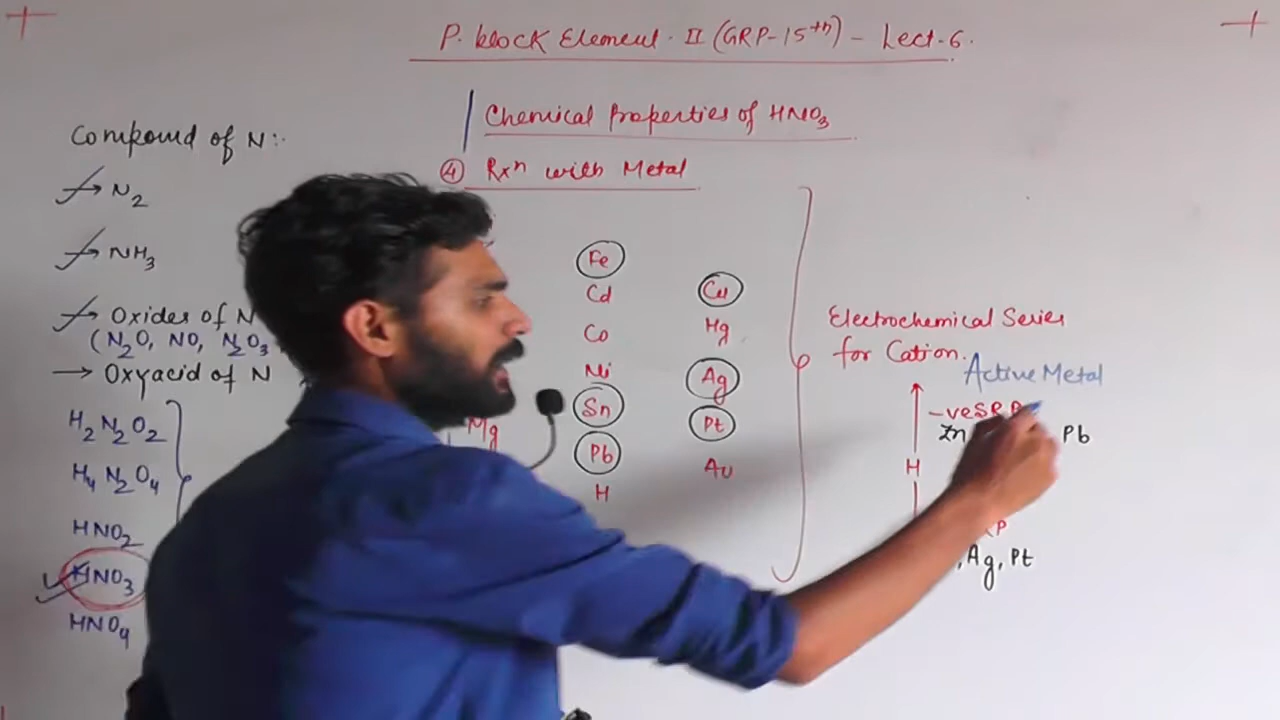 P. block Element - II (GRP-15th) - Lect-6.
Chemical Properties of HNO3
④ Rxn with Metal
Compound of N:-
→ N2
→ NH3
→ Oxides of N
(N2O, NO, N2O3
→ Oxyacid of N
H2N2O2
H4N2O4
HNO2
HNO3
HNO4
Mg
Fe
Cd
Co
Ni
Sn
Pb
H
Cu
Hg
Ag
Pt
Au
Electrochemical Series
for Cation.
Active Metal
-ve SRP
Zn Pb
H
Ag, Pt